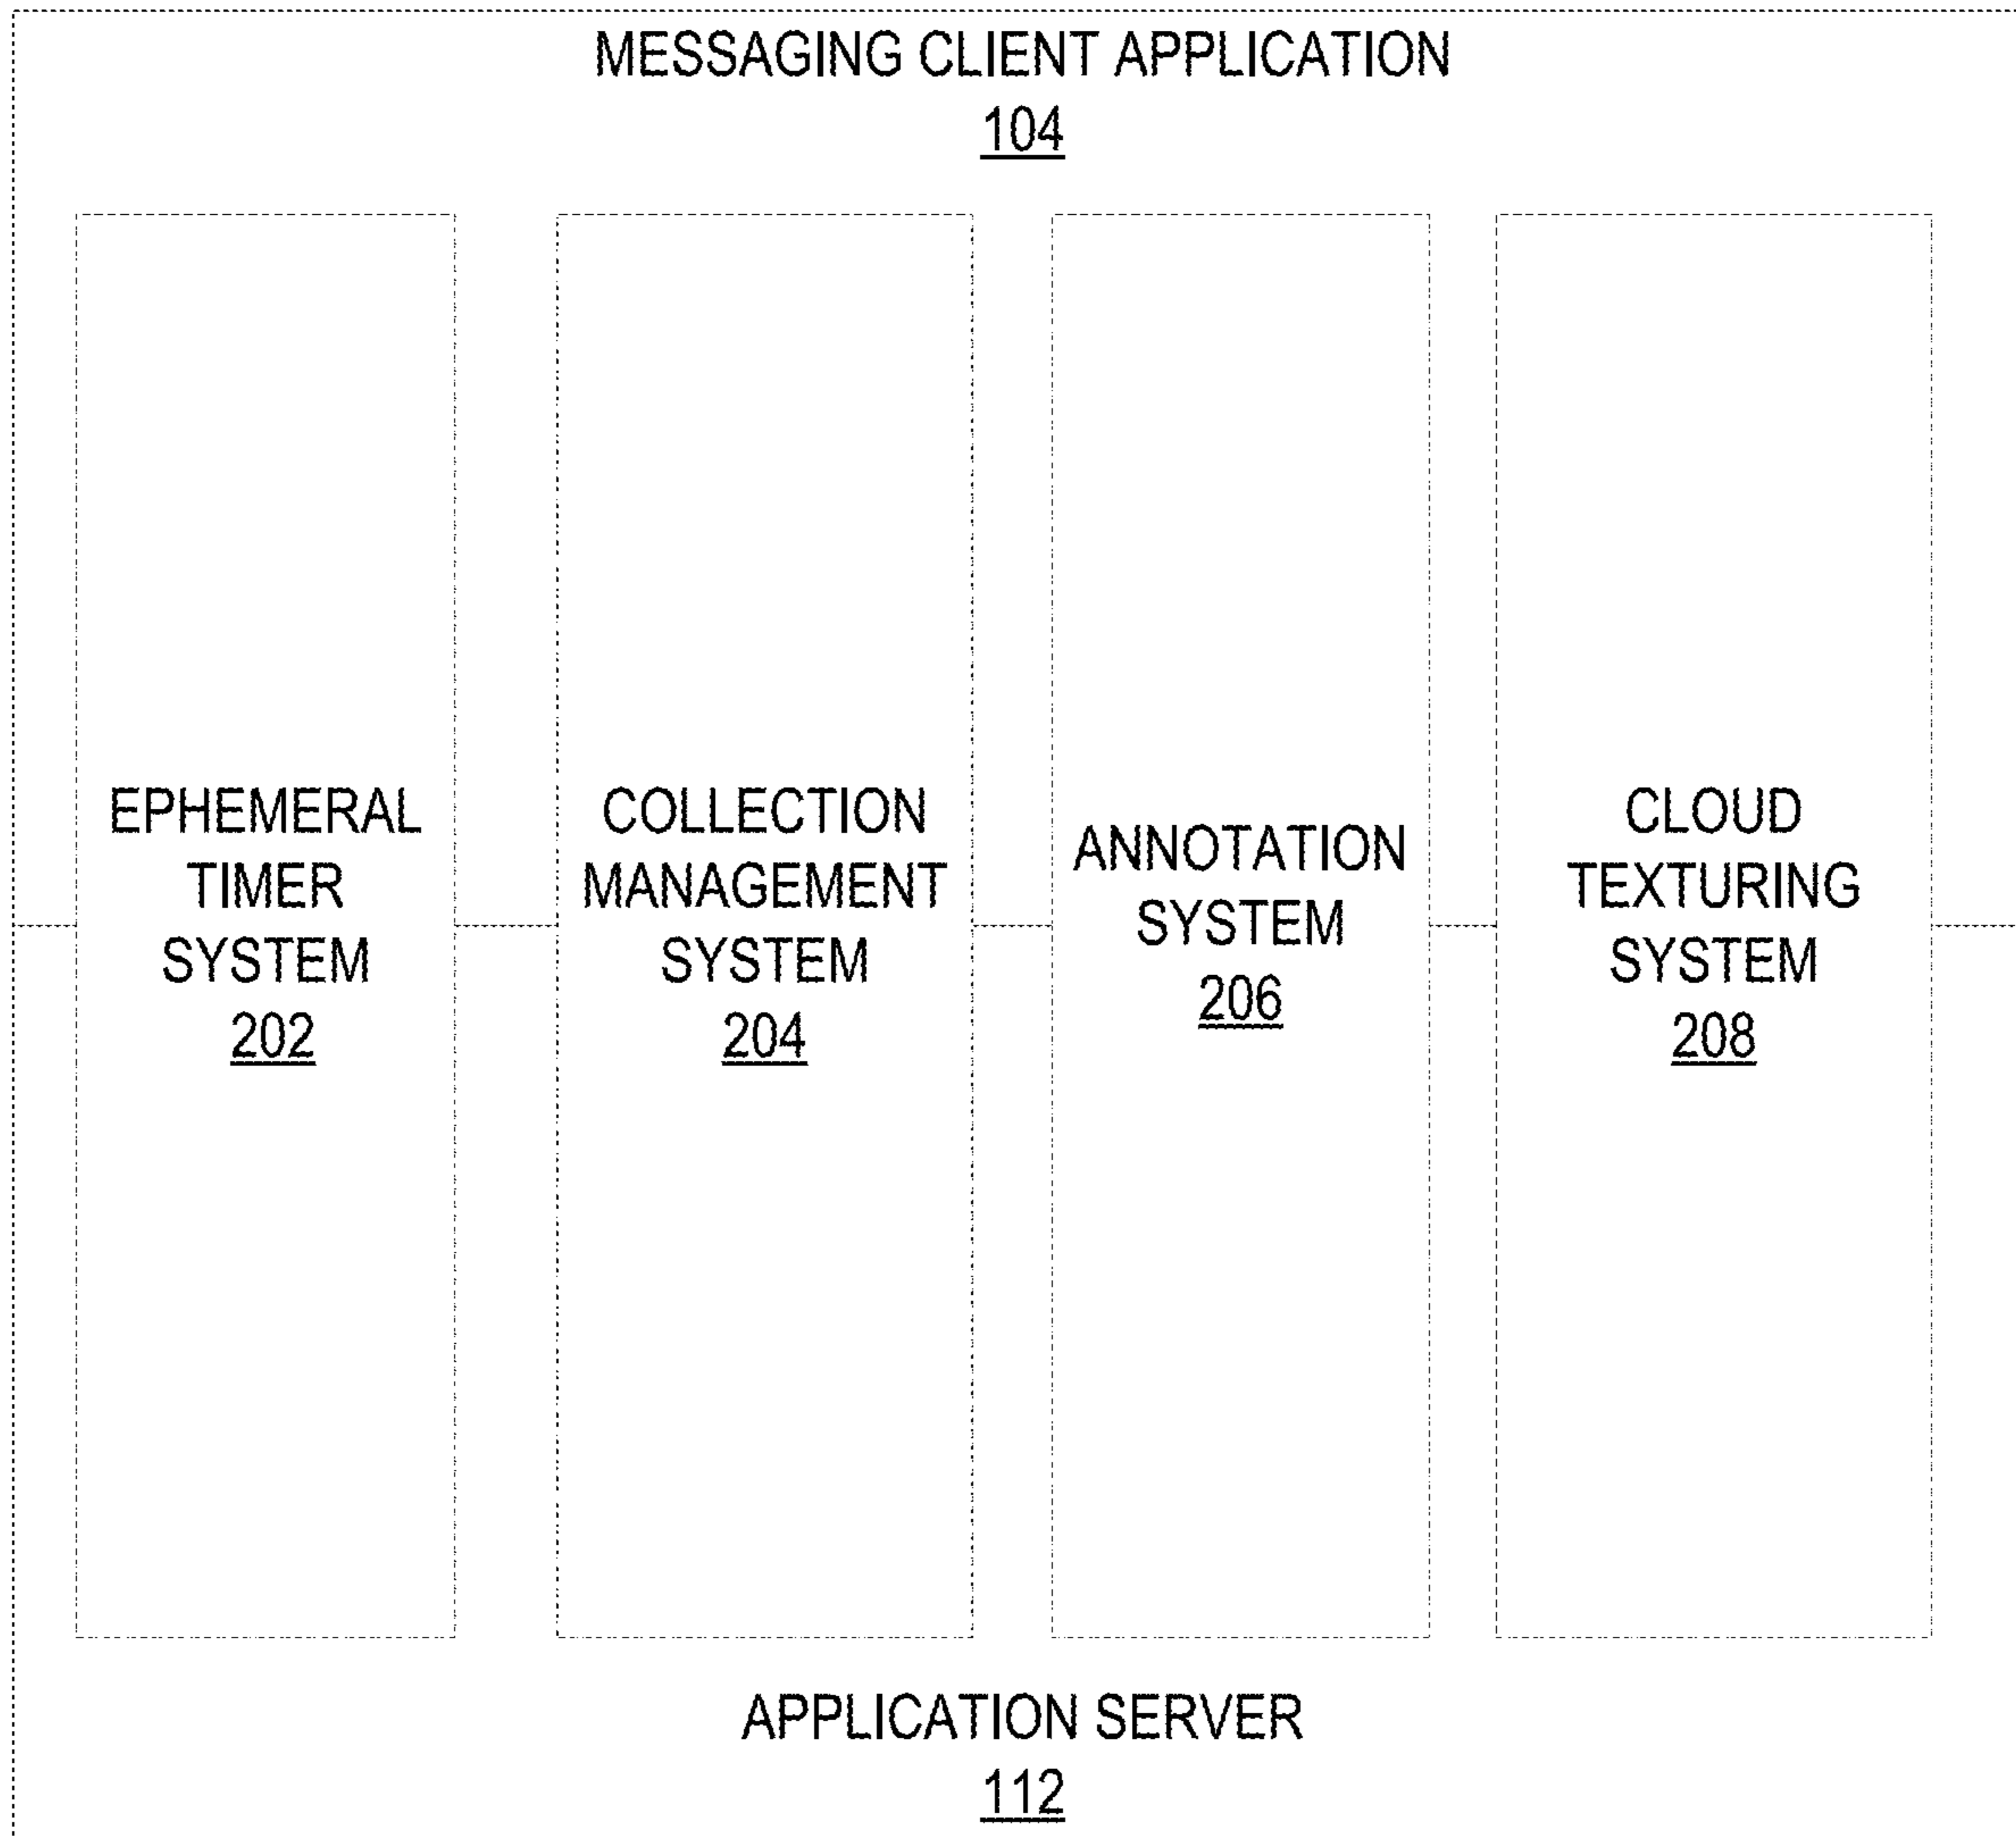 MESSAGING CLIENT APPLICATION
104
EPHEMERAL
TIMER
SYSTEM
202
COLLECTION
MANAGEMENT
SYSTEM
204
ANNOTATION
SYSTEM
206
CLOUD
TEXTURING
SYSTEM
208
APPLICATION SERVER
112